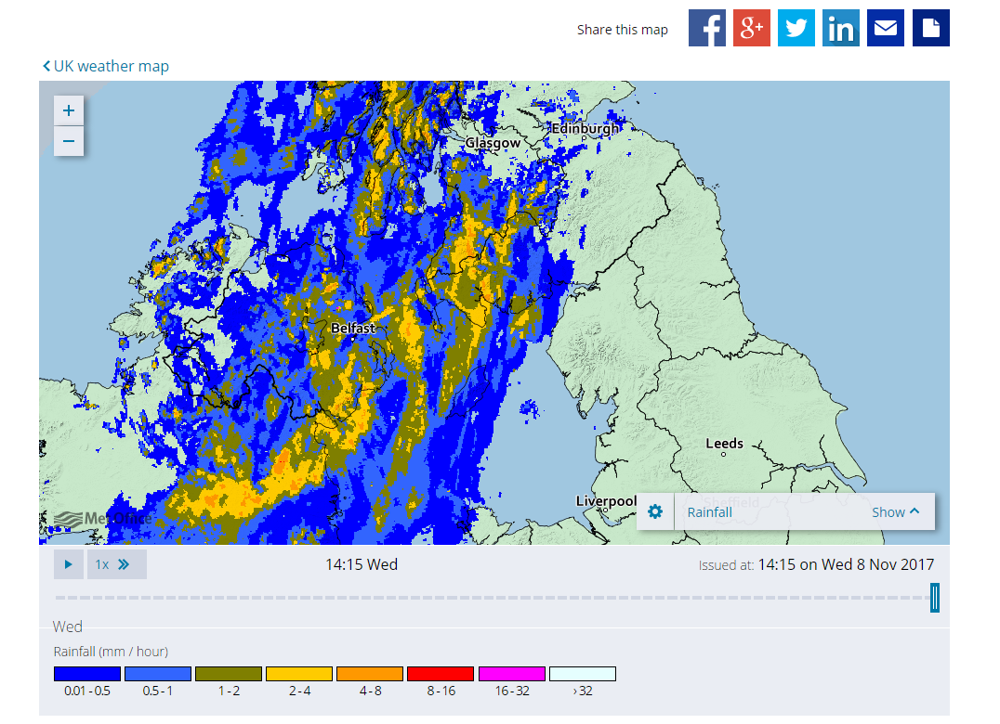 Share this map
UK weather map
+
−
Edinburgh
Glasgow
Belfast
Leeds
Liverpool
Sheffield
Rainfall
Show
Met Office
1x
14:15 Wed
Issued at: 14:15 on Wed 8 Nov 2017
Wed
Rainfall (mm / hour)
0.01 - 0.5 0.5 - 1 1 - 2 2 - 4 4 - 8 8 - 16 16 - 32 › 32